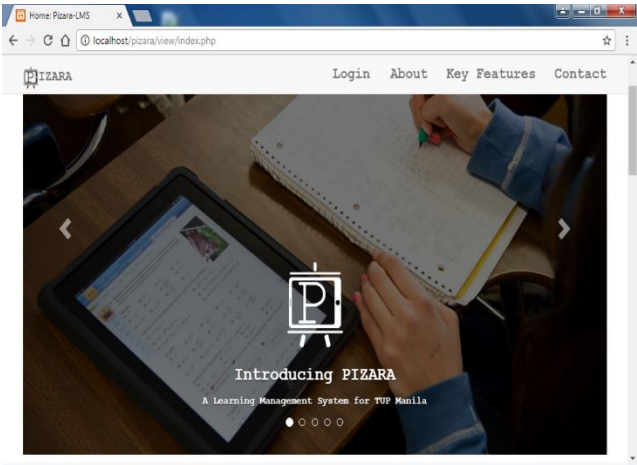 Home: Pizara-LMS
localhost/pizara/view/index.php
PIZARA
Login About Key Features Contact
P
Introducing PIZARA
A Learning Management System for TUP Manila